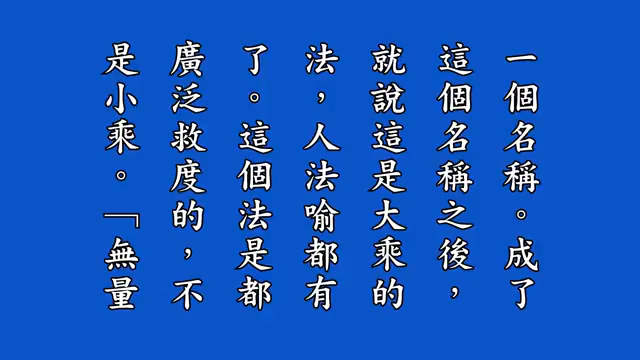 一個名稱。成了
這個名稱之後，
就說這是大乘的
法，人法喻都有
了。這個法是都
廣泛救度的，不
是小乘。「無量